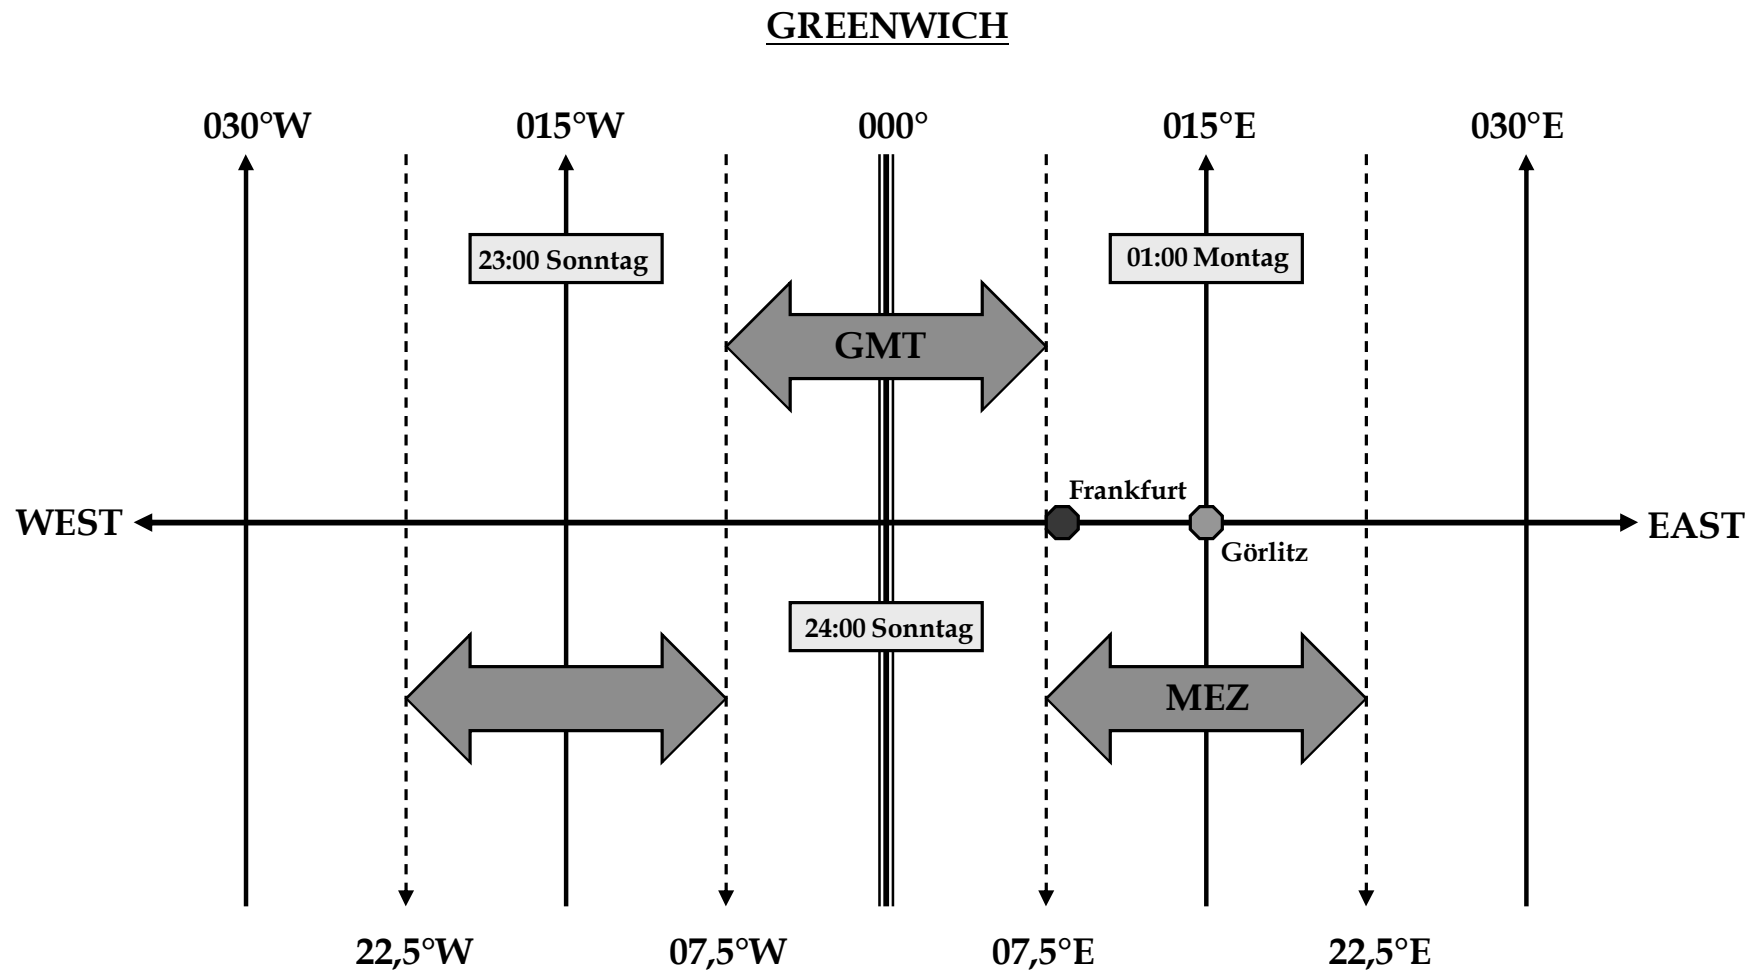 GREENWICH
030°W 015°W 000° 015°E 030°E
23:00 Sonntag 01:00 Montag
GMT
Frankfurt
WEST EAST
Görlitz
24:00 Sonntag
MEZ
22,5°W 07,5°W 07,5°E 22,5°E